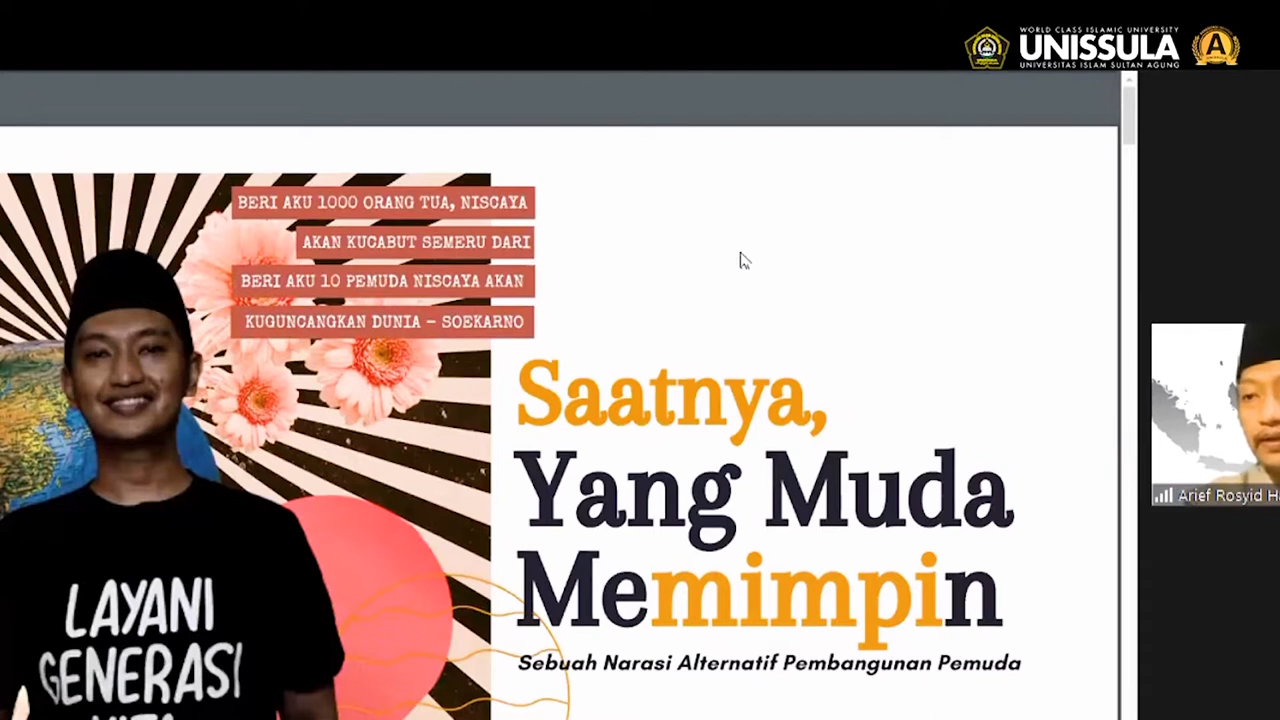 WORLD CLASS ISLAMIC UNIVERSITY
UNISSULA
UNIVERSITAS ISLAM SULTAN AGUNG
A
BERI AKU 1000 ORANG TUA, NISCAYA
AKAN KUCABUT SEMERU DARI
BERI AKU 10 PEMUDA NISCAYA AKAN
KUGUNCANGKAN DUNIA - SOEKARNO
Saatnya,
Yang Muda
Memimpin
Sebuah Narasi Alternatif Pembangunan Pemuda
LAYANI
GENERASI
Arief Rosyid